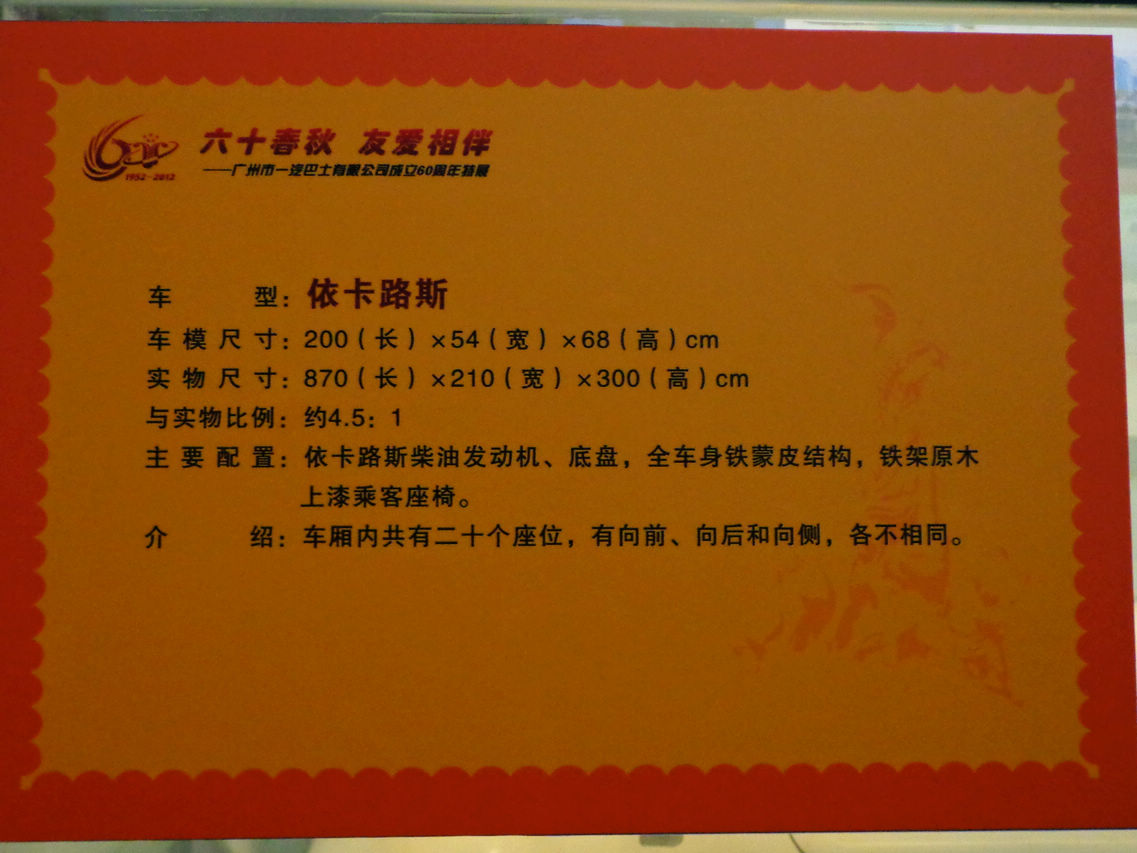 六十春秋 友爱相伴
——广州市一汽巴士有限公司成立60周年特展
1952-2012
车型：依卡路斯
车模尺寸：200（长）×54（宽）×68（高）cm
实物尺寸：870（长）×210（宽）×300（高）cm
与实物比例：约4.5：1
主要配置：依卡路斯柴油发动机、底盘，全车身铁蒙皮结构，铁架原木
上漆乘客座椅。
介绍：车厢内共有二十个座位，有向前、向后和向侧，各不相同。